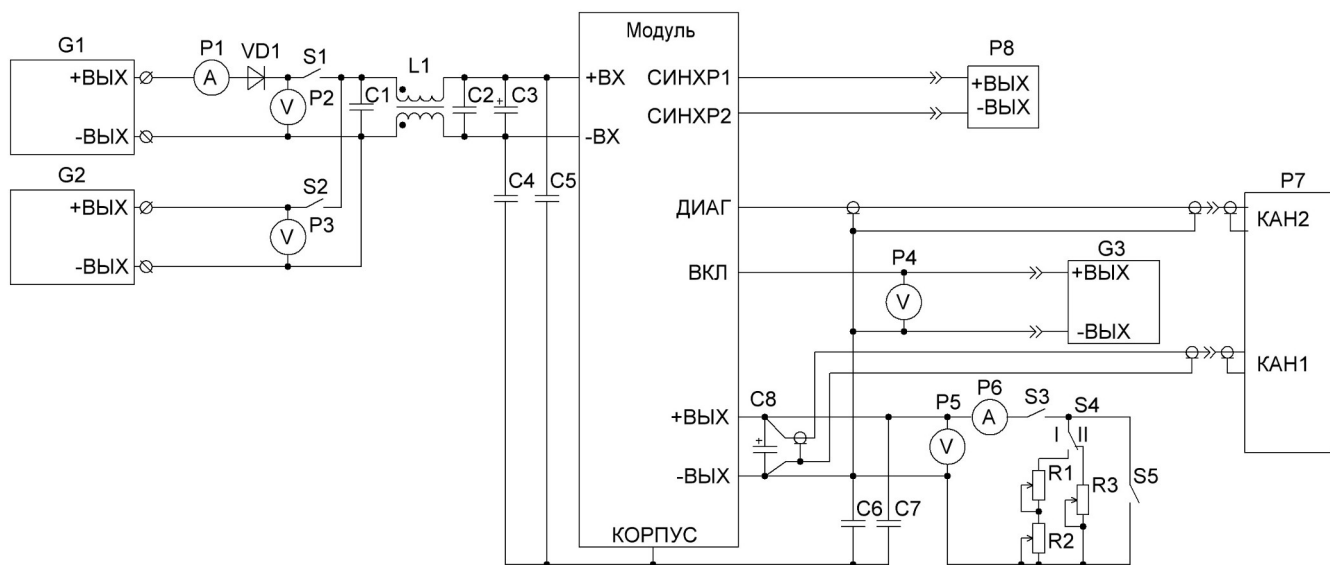 G1
+ВЫХ
-ВЫХ
P1
A
VD1
S1
V
P2
C1
L1
C2
+
C3
G2
+ВЫХ
-ВЫХ
S2
V
P3
C4
C5
Модуль
+ВХ
-ВХ
СИНХР1
СИНХР2
ДИАГ
ВКЛ
+ВЫХ
-ВЫХ
КОРПУС
P8
+ВЫХ
-ВЫХ
P7
КАН2
КАН1
P4
V
G3
+ВЫХ
-ВЫХ
C8
+
P5
V
P6
A
S3
S4
I
II
R1
R3
S5
R2
C6
C7